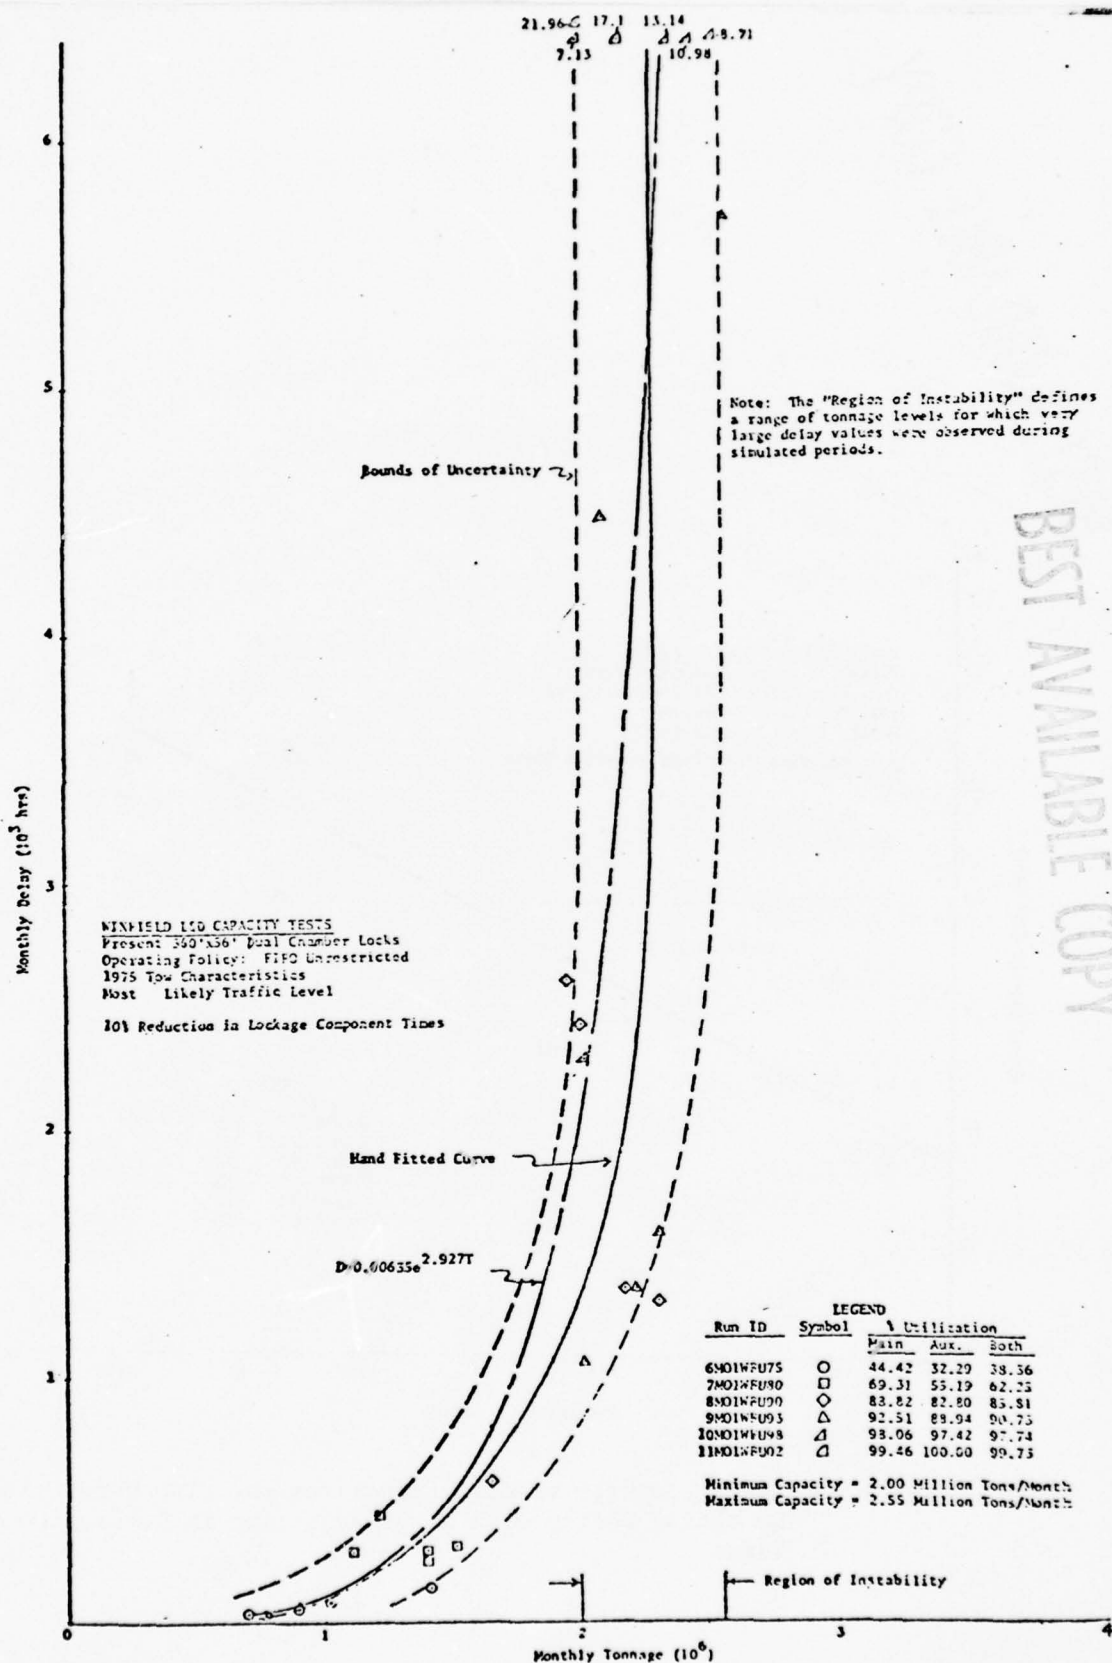 21.96 17.1 13.14 8.71
7.13 10.98
6
5
4
3
2
1
Monthly Delay (10³ hrs)
Note: The "Region of Instability" defines
a range of tonnage levels for which very
large delay values were observed during
simulated periods.
Bounds of Uncertainty
BEST AVAILABLE COPY
WINFIELD L&D CAPACITY TESTS
Present 360'x56' Dual Chamber Locks
Operating Policy: FIFO Unrestricted
1975 Tow Characteristics
Most Likely Traffic Level
10% Reduction in Lockage Component Times
Hand Fitted Curve
D=0.00635e^2.927T
LEGEND
Run ID Symbol % Utilization
Main Aux. Both
6MO1WFU75 44.42 32.29 38.36
7MO1WFU80 69.31 55.19 62.25
8MO1WFU90 83.82 82.80 83.81
9MO1WFU93 92.51 88.94 90.73
10MO1WFU98 98.06 97.42 97.74
11MO1WFU02 99.46 100.00 99.73
Minimum Capacity = 2.00 Million Tons/Month
Maximum Capacity = 2.55 Million Tons/Month
Region of Instability
0 1 2 3 4
Monthly Tonnage (10⁶)